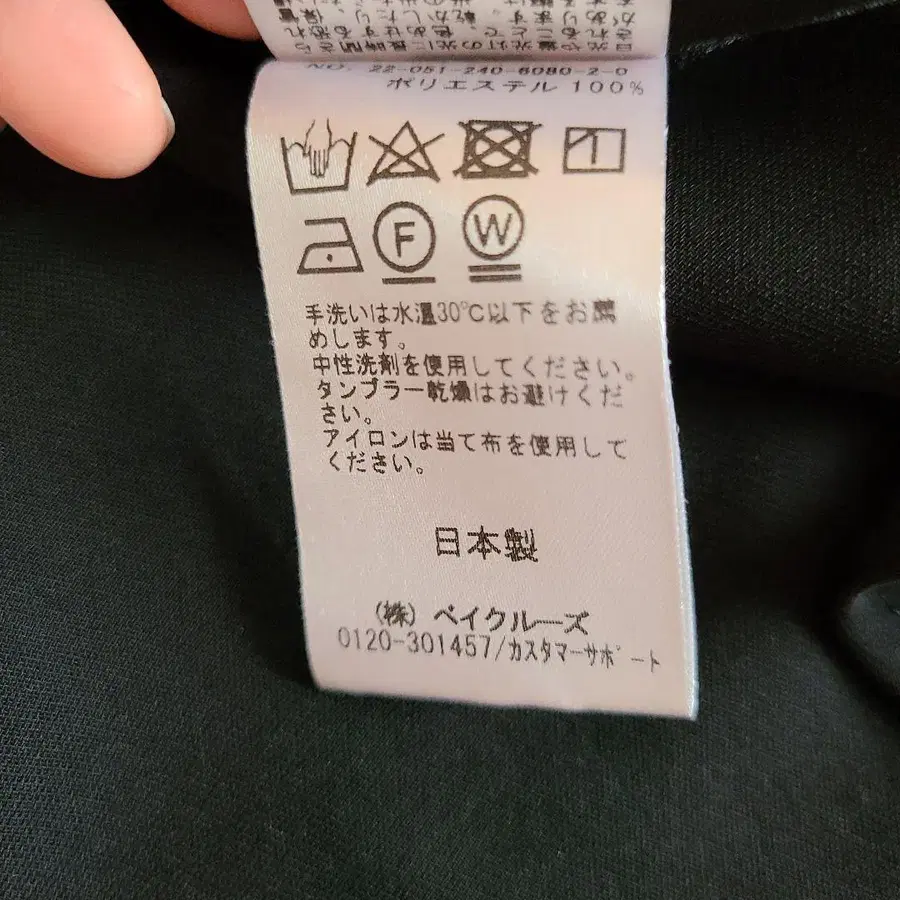 NO. 22-051-240-6080-2-0
ポリエステル 100%
F
W
手洗いは水温30℃以下をお薦
めします。
中性洗剤を使用してください。
タンブラー乾燥はお避けくだ
さい。
アイロンは当て布を使用して
ください。
日本製
(株) ベイクルーズ
0120-301457/カスタマーサポート